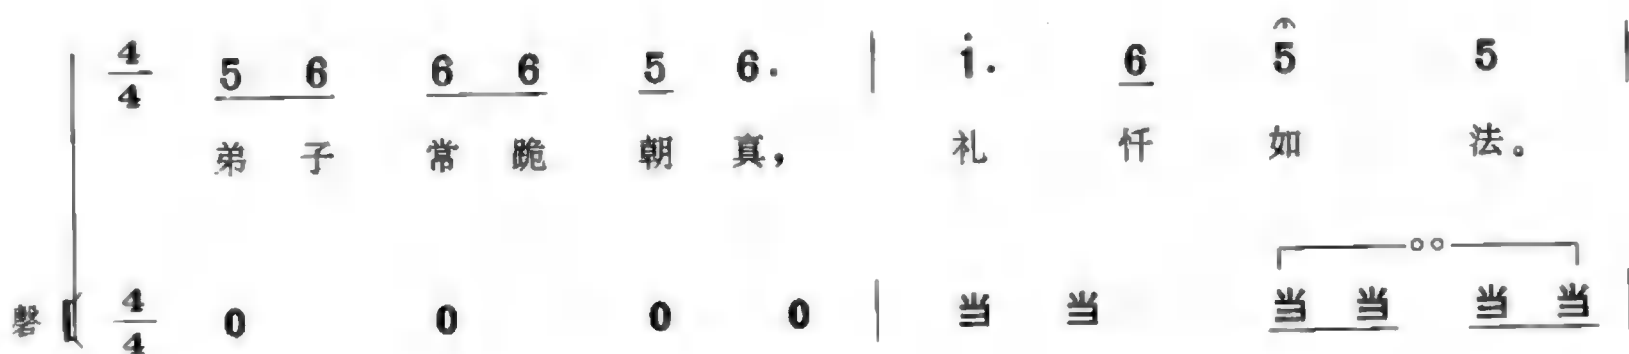 4/4 5 6 6 6 5 6. | i. 6 5 5 |
弟子常跪朝真，礼忏如法。
磬 4/4 0 0 0 0 | 当 当 当 当 当 当 |